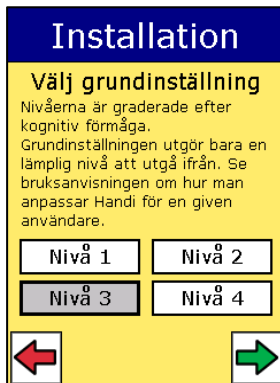 Installation
Välj grundinställning
Nivåerna är graderade efter
kognitiv förmåga.
Grundinställningen utgör bara en
lämplig nivå att utgå ifrån. Se
bruksanvisningen om hur man
anpassar Handi för en given
användare.
Nivå 1 Nivå 2
Nivå 3 Nivå 4